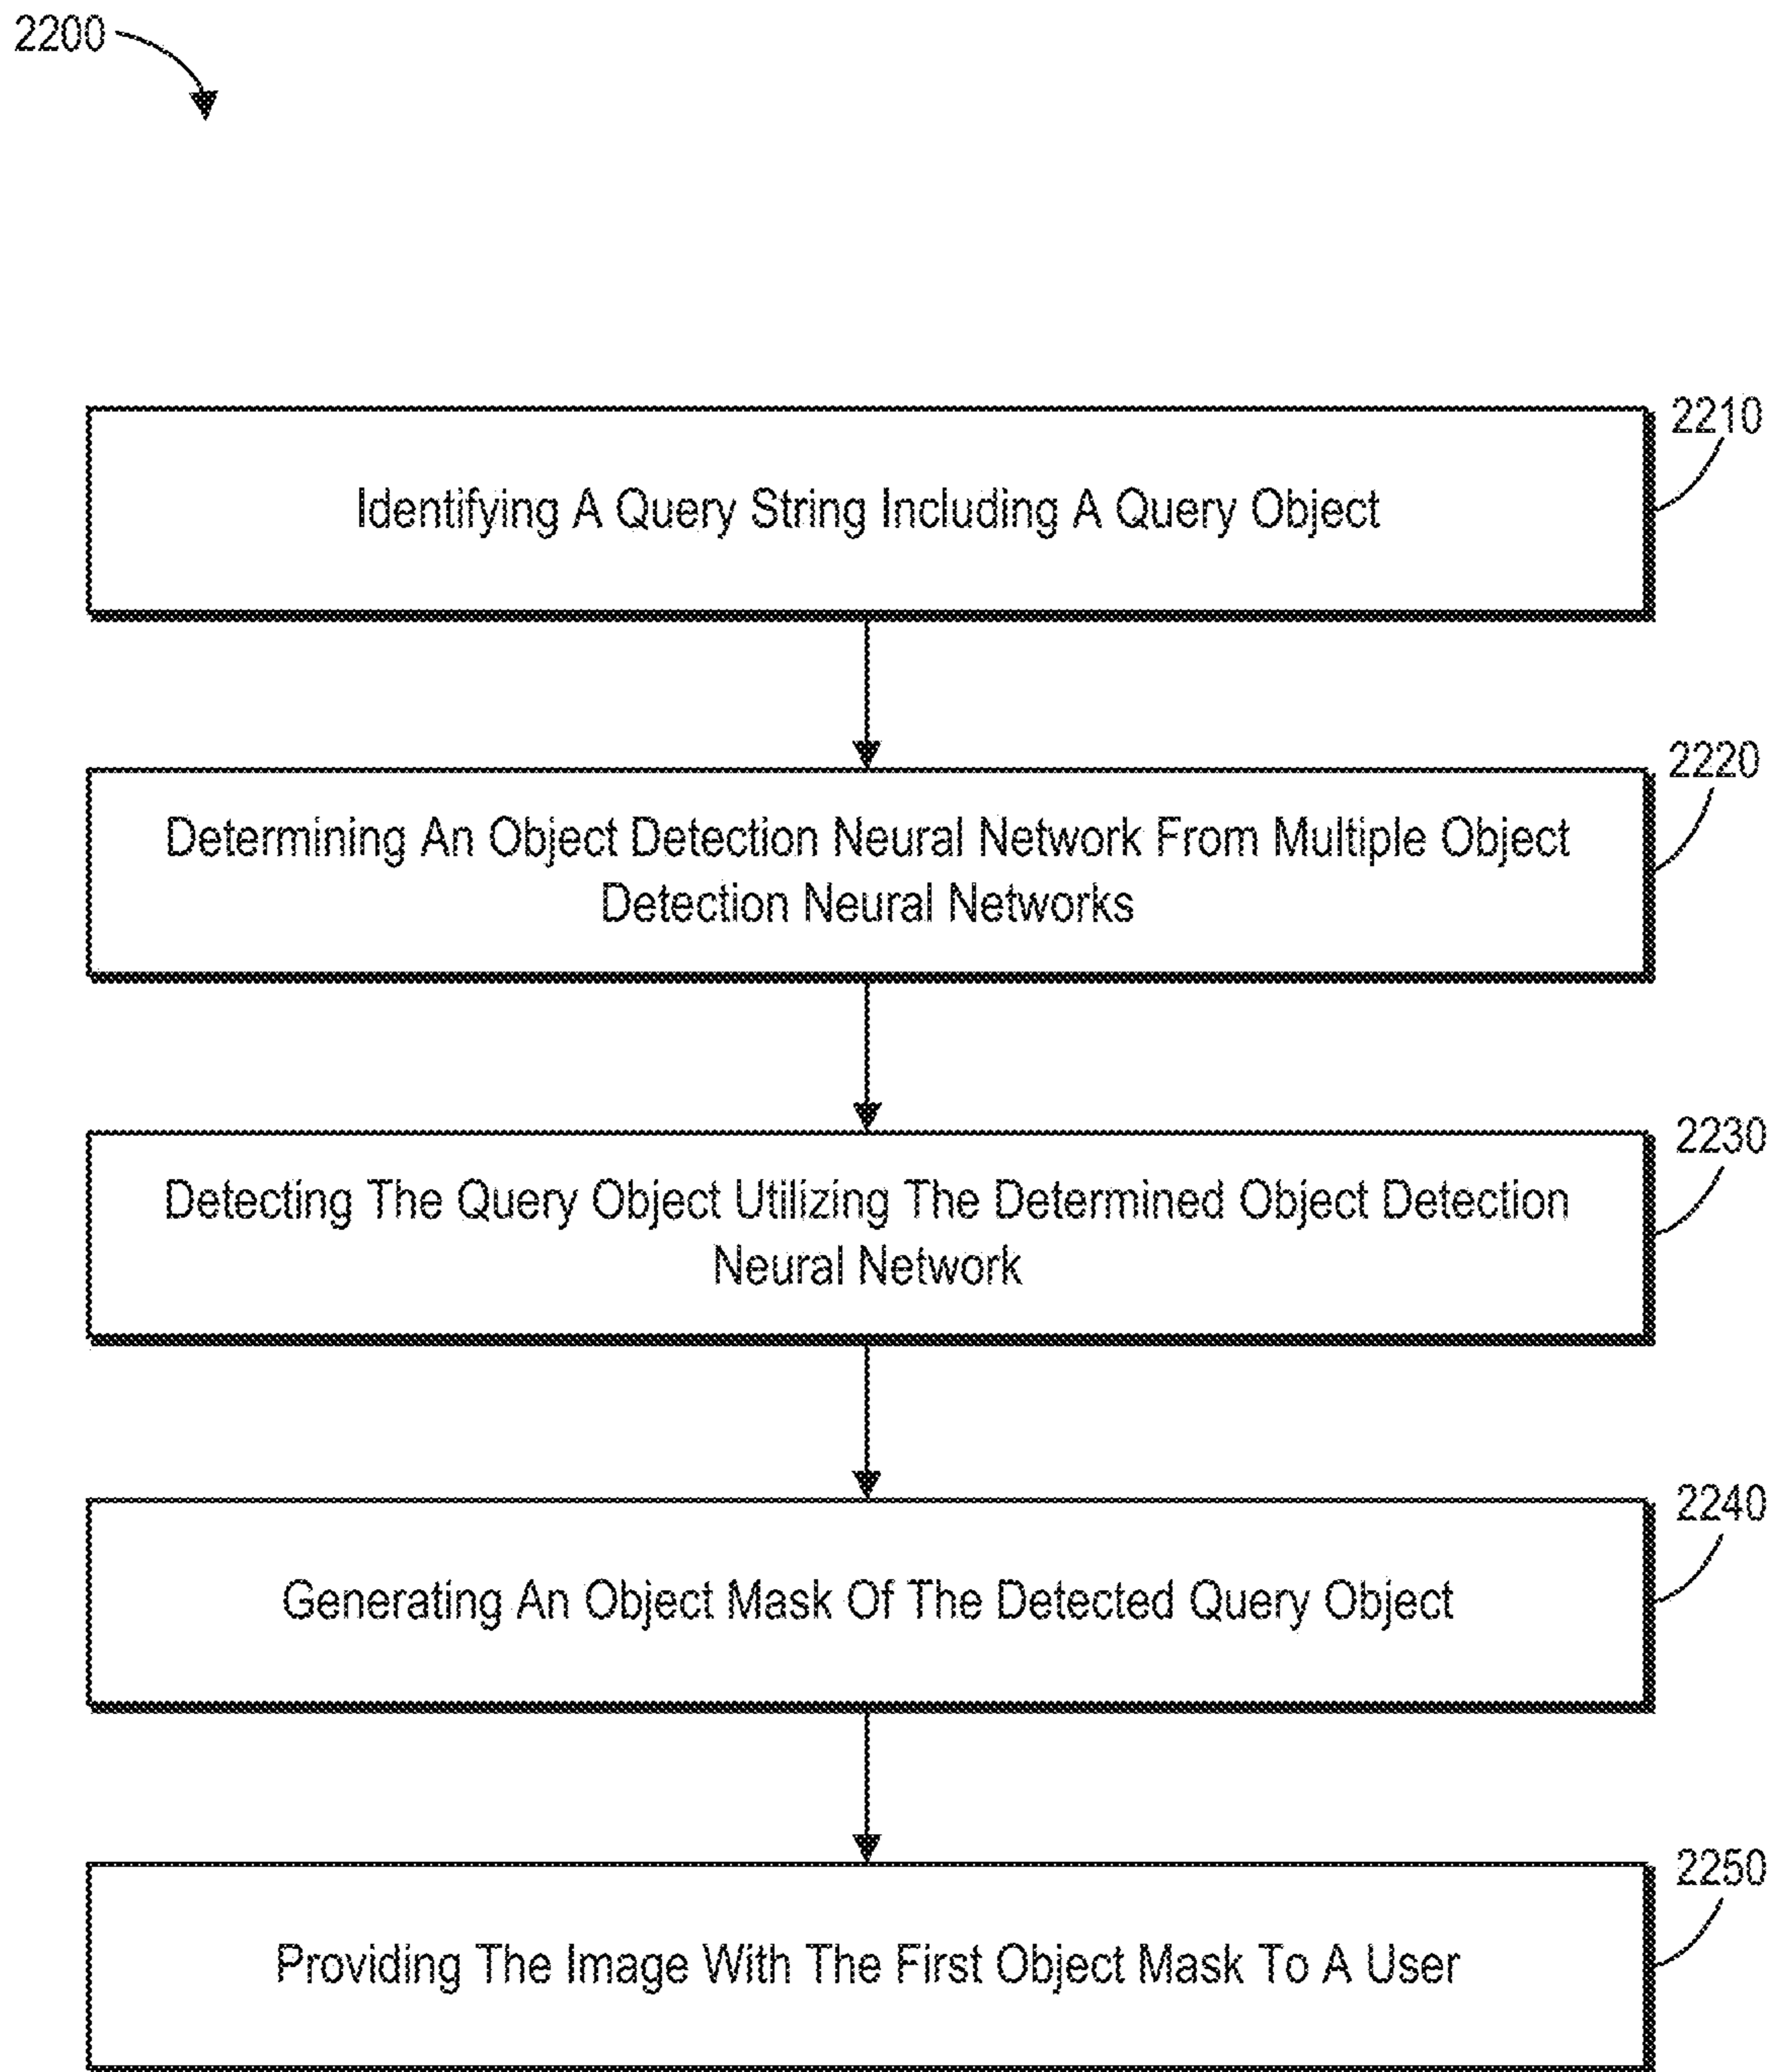 2200
2210
Identifying A Query String Including A Query Object
2220
Determining An Object Detection Neural Network From Multiple Object
Detection Neural Networks
2230
Detecting The Query Object Utilizing The Determined Object Detection
Neural Network
2240
Generating An Object Mask Of The Detected Query Object
2250
Providing The Image With The First Object Mask To A User